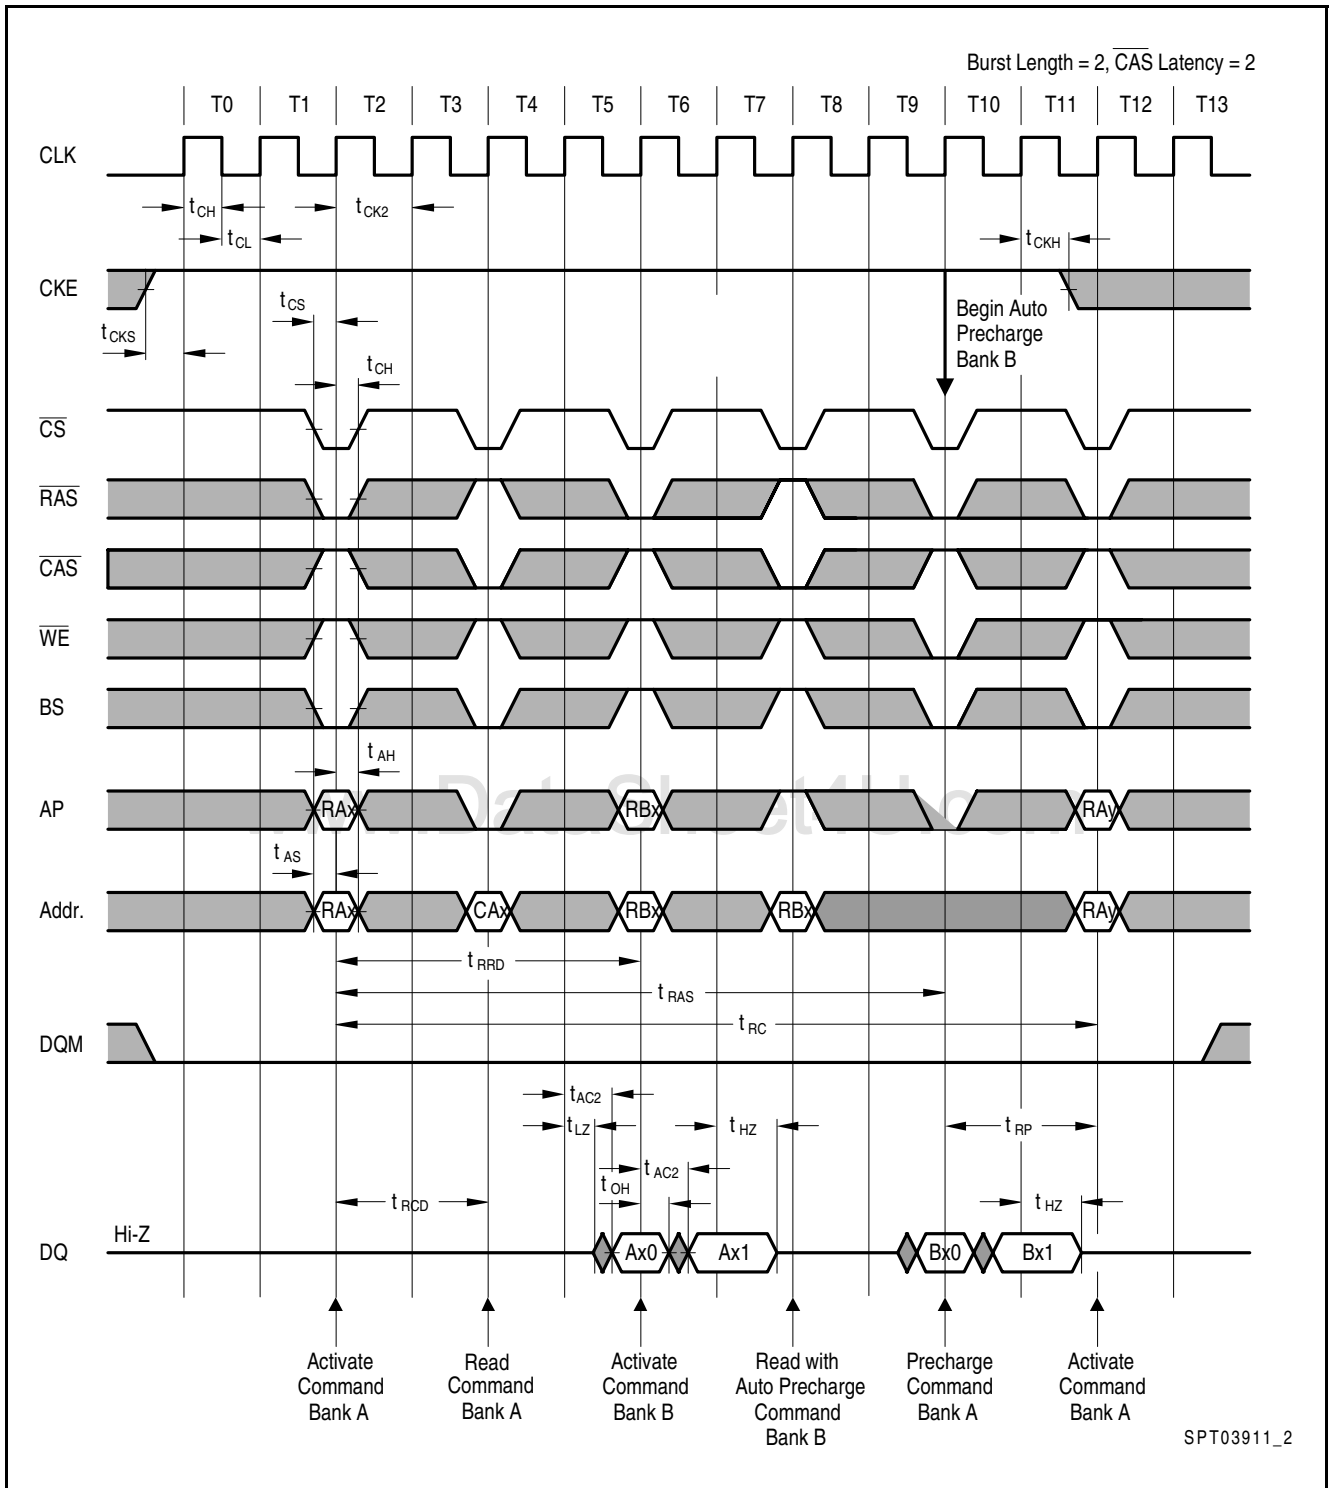 Burst Length = 2, CAS Latency = 2
T0 T1 T2 T3 T4 T5 T6 T7 T8 T9 T10 T11 T12 T13
CLK
tCH tCK2
tCL tCKH
CKE
tCS
Begin Auto
Precharge
Bank B
tCKS
tCH
CS
RAS
CAS
WE
BS
tAH
www.DataSheet4U.com
AP RAx RBx RAy
tAS
Addr. RAx CAx RBx RBx RAy
tRRD
tRAS
tRC
DQM
tAC2
tLZ tHZ tRP
tAC2
tOH
tRCD tHZ
Hi-Z
DQ Ax0 Ax1 Bx0 Bx1
Activate
Command
Bank A
Read
Command
Bank A
Activate
Command
Bank B
Read with
Auto Precharge
Command
Bank B
Precharge
Command
Bank A
Activate
Command
Bank A
SPT03911_2